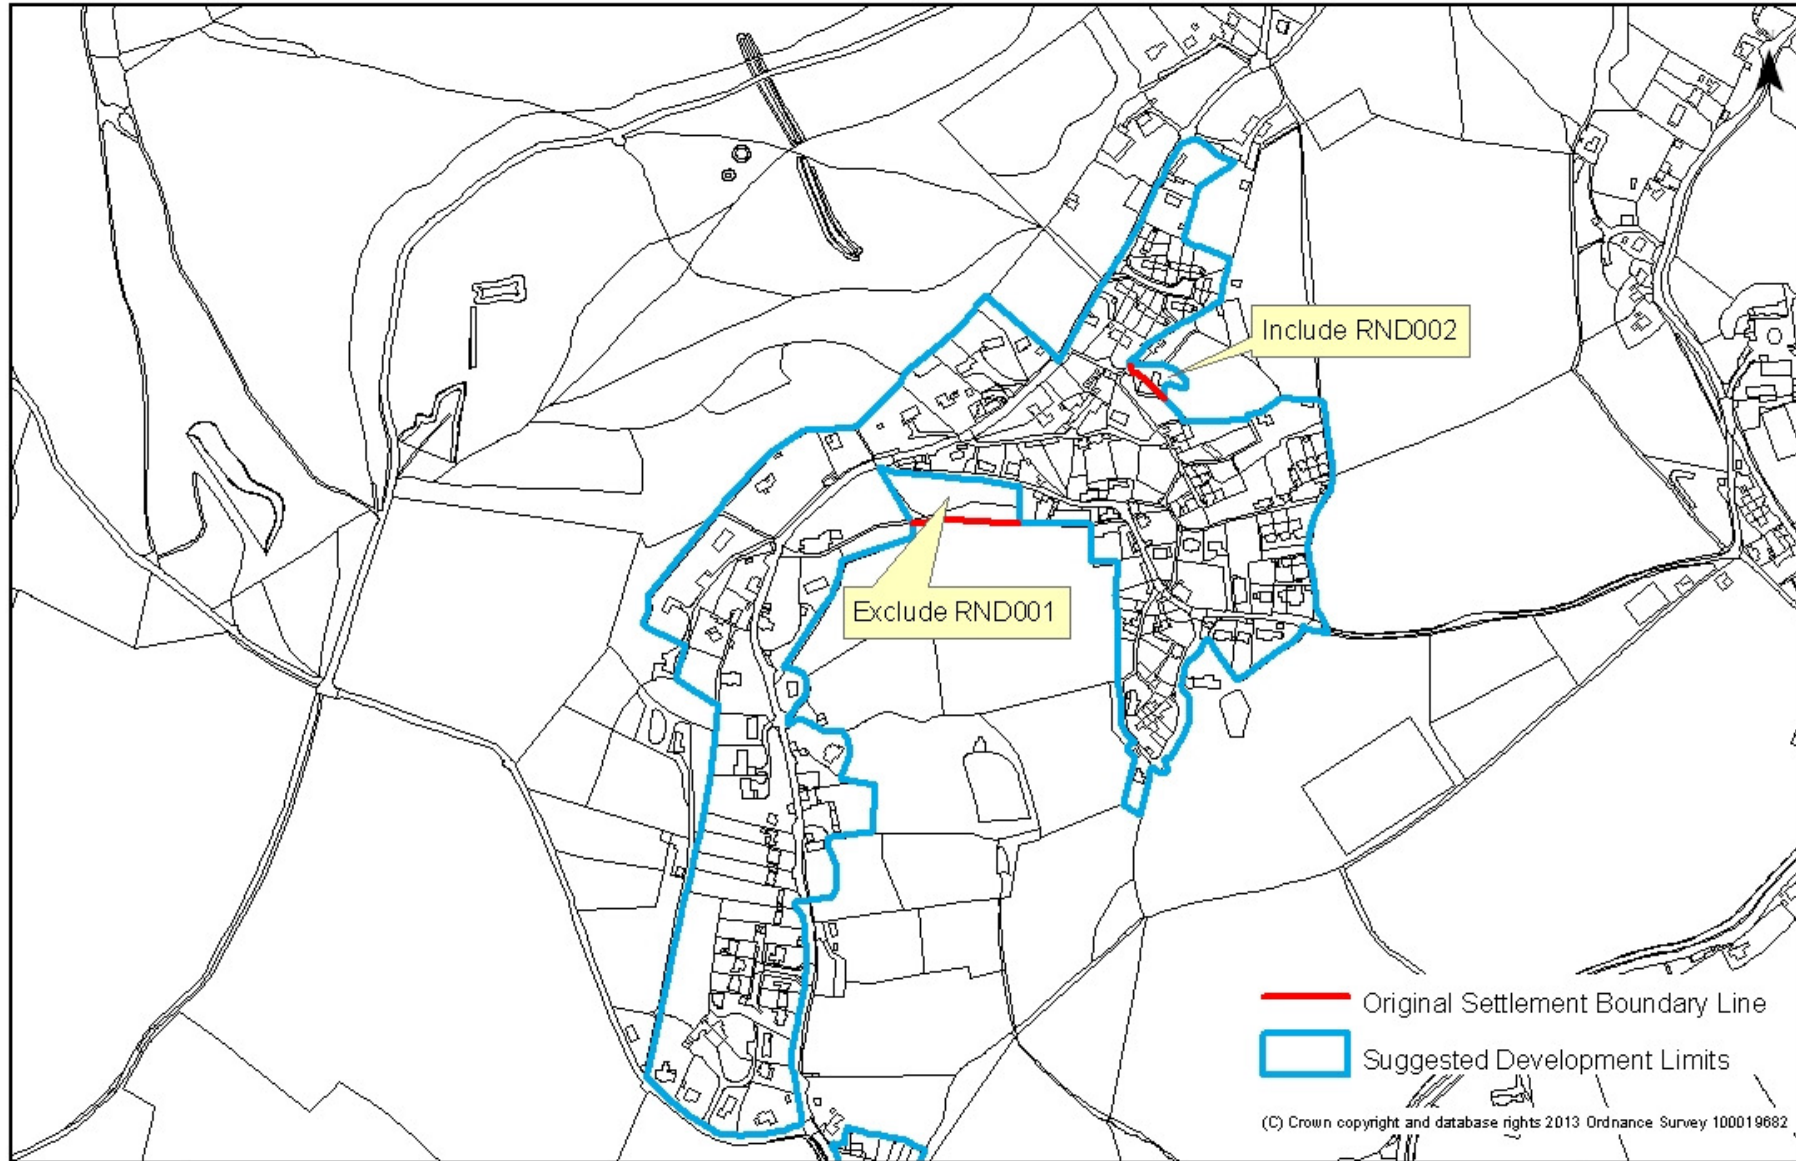 Include RND002
Exclude RND001
Original Settlement Boundary Line
Suggested Development Limits
(C) Crown copyright and database rights 2013 Ordnance Survey 100019682